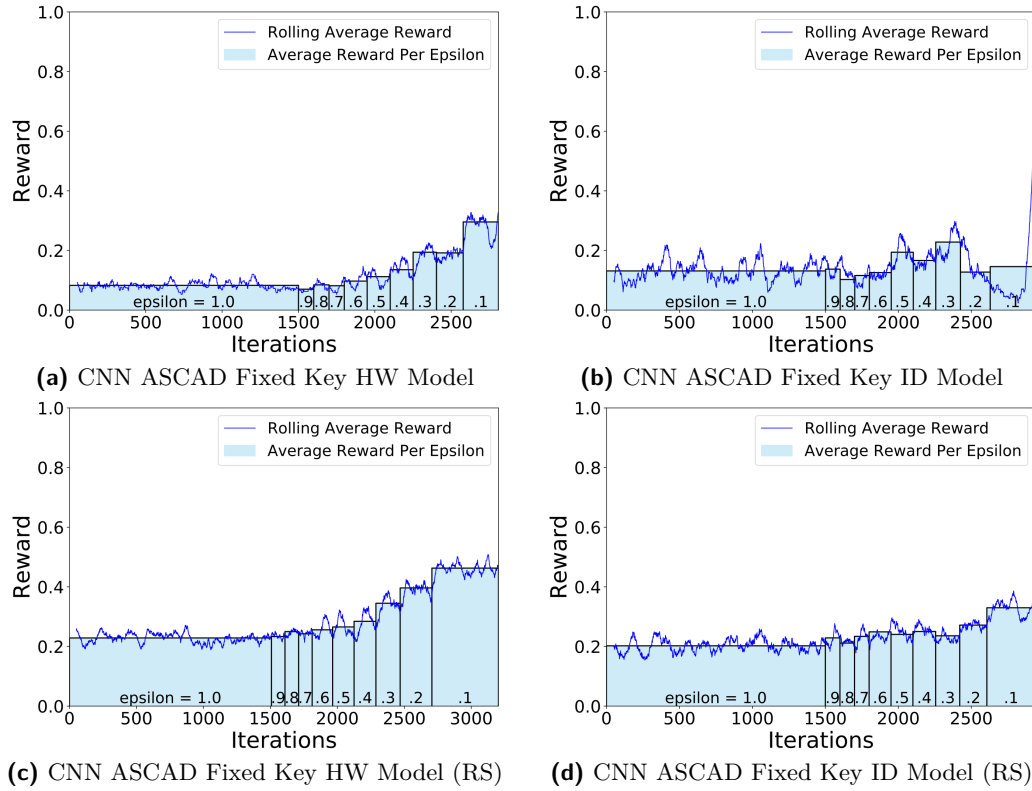 1.0
0.8
0.6
0.4
0.2
0.0
Reward
Rolling Average Reward
Average Reward Per Epsilon
epsilon = 1.0 .9 .8 .7 .6 .5 .4 .3 .2 .1
0 500 1000 1500 2000 2500
Iterations
(a) CNN ASCAD Fixed Key HW Model
1.0
0.8
0.6
0.4
0.2
0.0
Reward
Rolling Average Reward
Average Reward Per Epsilon
epsilon = 1.0 .9 .8 .7 .6 .5 .4 .3 .2 .1
0 500 1000 1500 2000 2500
Iterations
(b) CNN ASCAD Fixed Key ID Model
1.0
0.8
0.6
0.4
0.2
0.0
Reward
Rolling Average Reward
Average Reward Per Epsilon
epsilon = 1.0 .9 .8 .7 .6 .5 .4 .3 .2 .1
0 500 1000 1500 2000 2500 3000
Iterations
(c) CNN ASCAD Fixed Key HW Model (RS)
1.0
0.8
0.6
0.4
0.2
0.0
Reward
Rolling Average Reward
Average Reward Per Epsilon
epsilon = 1.0 .9 .8 .7 .6 .5 .4 .3 .2 .1
0 500 1000 1500 2000 2500
Iterations
(d) CNN ASCAD Fixed Key ID Model (RS)